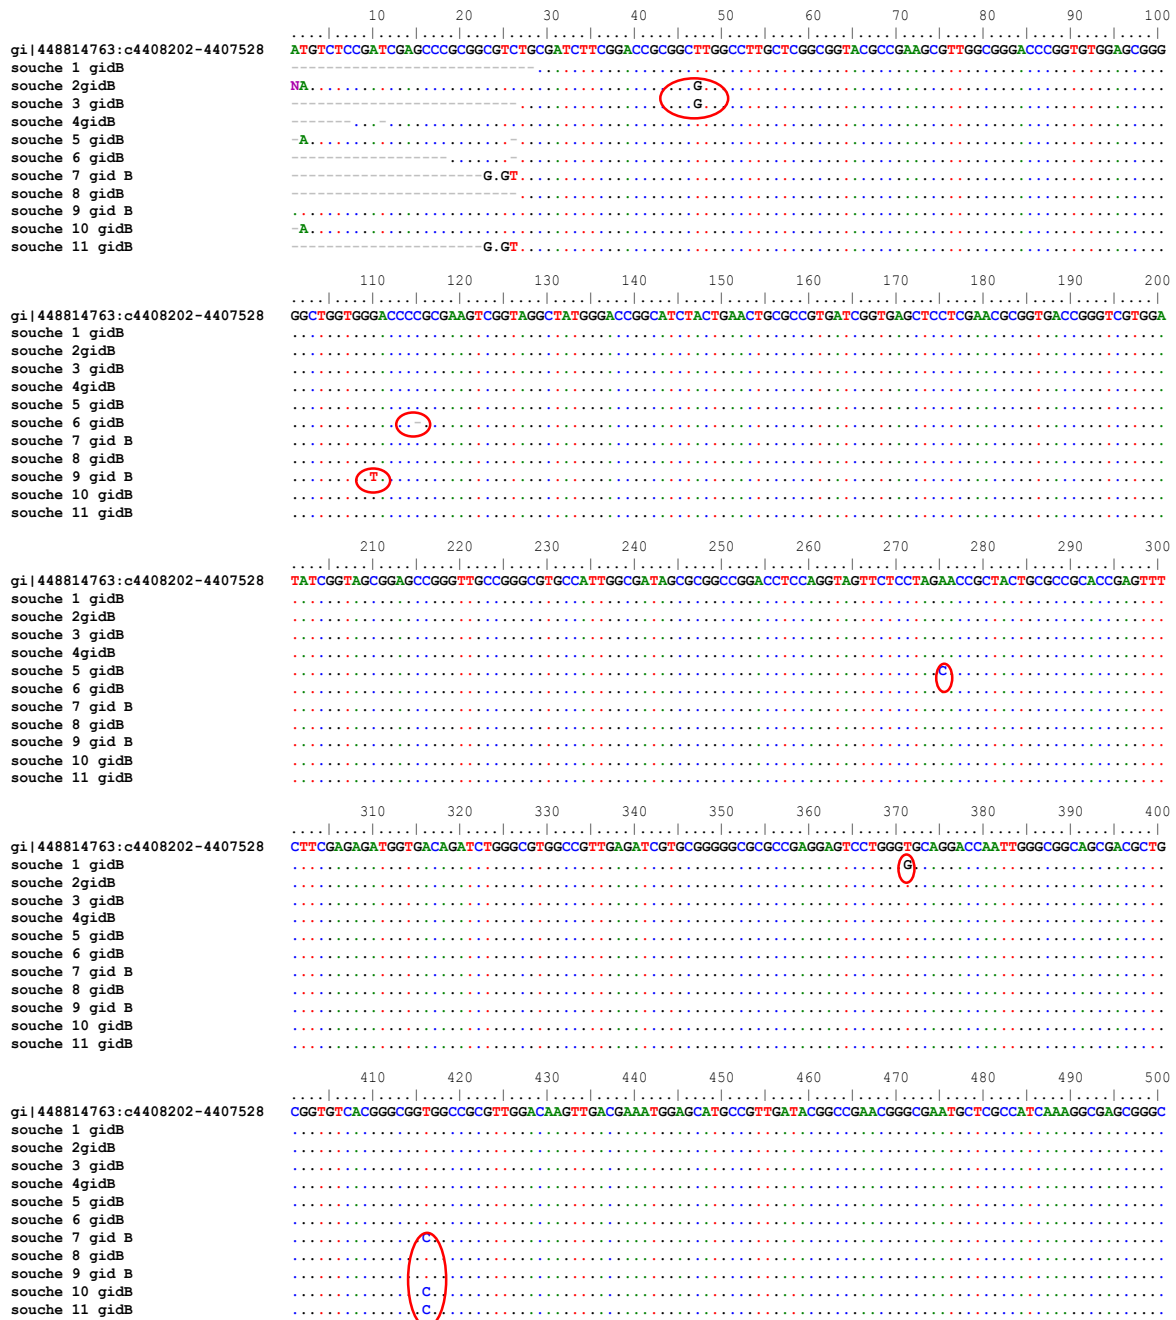 10 20 30 40 50 60 70 80 90 100
gi|448814763:c4408202-4407528 ATGTCTCCGATCGAGCCCGCGGCGTCTGCGATCTTCGGACCGCGGCTTGGCCTTGCTCGGCGGTACGCCGAAGCGTTGGCGGGACCCGGTGTGGAGCGGG
souche 1 gidB
souche 2gidB NA G
souche 3 gidB G
souche 4gidB
souche 5 gidB A
souche 6 gidB
souche 7 gid B G.GT
souche 8 gidB
souche 9 gid B
souche 10 gidB A
souche 11 gidB G.GT
110 120 130 140 150 160 170 180 190 200
gi|448814763:c4408202-4407528 GGCTGGTGGGACCCCGCGAAGTCGGTAGGCTATGGGACCGGCATCTACTGAACTGCGCCGTGATCGGTGAGCTCCTCGAACGCGGTGACCGGGTCGTGGA
souche 1 gidB
souche 2gidB
souche 3 gidB
souche 4gidB
souche 5 gidB
souche 6 gidB -
souche 7 gid B
souche 8 gidB
souche 9 gid B T
souche 10 gidB
souche 11 gidB
210 220 230 240 250 260 270 280 290 300
gi|448814763:c4408202-4407528 TATCGGTAGCGGAGCCGGGTTGCCGGGCGTGCCATTGGCGATAGCGCGGCCGGACCTCCAGGTAGTTCTCCTAGAACCGCTACTGCGCCGCACCGAGTTT
souche 1 gidB
souche 2gidB
souche 3 gidB
souche 4gidB
souche 5 gidB C
souche 6 gidB
souche 7 gid B
souche 8 gidB
souche 9 gid B
souche 10 gidB
souche 11 gidB
310 320 330 340 350 360 370 380 390 400
gi|448814763:c4408202-4407528 CTTCGAGAGATGGTGACAGATCTGGGCGTGGCCGTTGAGATCGTGCGGGGGCGCGCCGAGGAGTCCTGGGTGCAGGACCAATTGGGCGGCAGCGACGCTG
souche 1 gidB G
souche 2gidB
souche 3 gidB
souche 4gidB
souche 5 gidB
souche 6 gidB
souche 7 gid B
souche 8 gidB
souche 9 gid B
souche 10 gidB
souche 11 gidB
410 420 430 440 450 460 470 480 490 500
gi|448814763:c4408202-4407528 CGGTGTCACGGGCGGTGGCCGCGTTGGACAAGTTGACGAAATGGAGCATGCCGTTGATACGGCCGAACGGGCGAATGCTCGCCATCAAAGGCGAGCGGGC
souche 1 gidB
souche 2gidB
souche 3 gidB
souche 4gidB
souche 5 gidB
souche 6 gidB
souche 7 gid B C
souche 8 gidB
souche 9 gid B
souche 10 gidB C
souche 11 gidB C